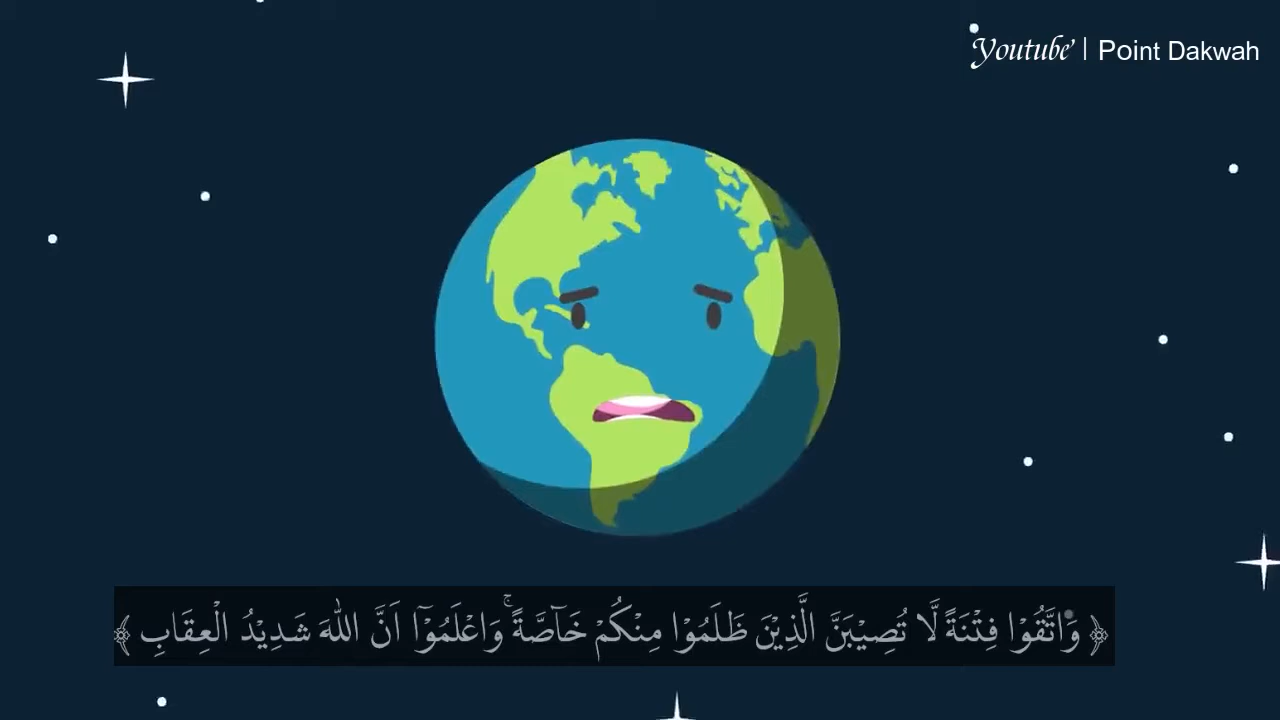 Youtube | Point Dakwah
﴿ وَاتَّقُوْا فِتْنَةً لَّا تُصِيْبَنَّ الَّذِيْنَ ظَلَمُوْا مِنْكُمْ خَاۤصَّةً ۚوَاعْلَمُوْٓا اَنَّ اللّٰهَ شَدِيْدُ الْعِقَابِ ﴾